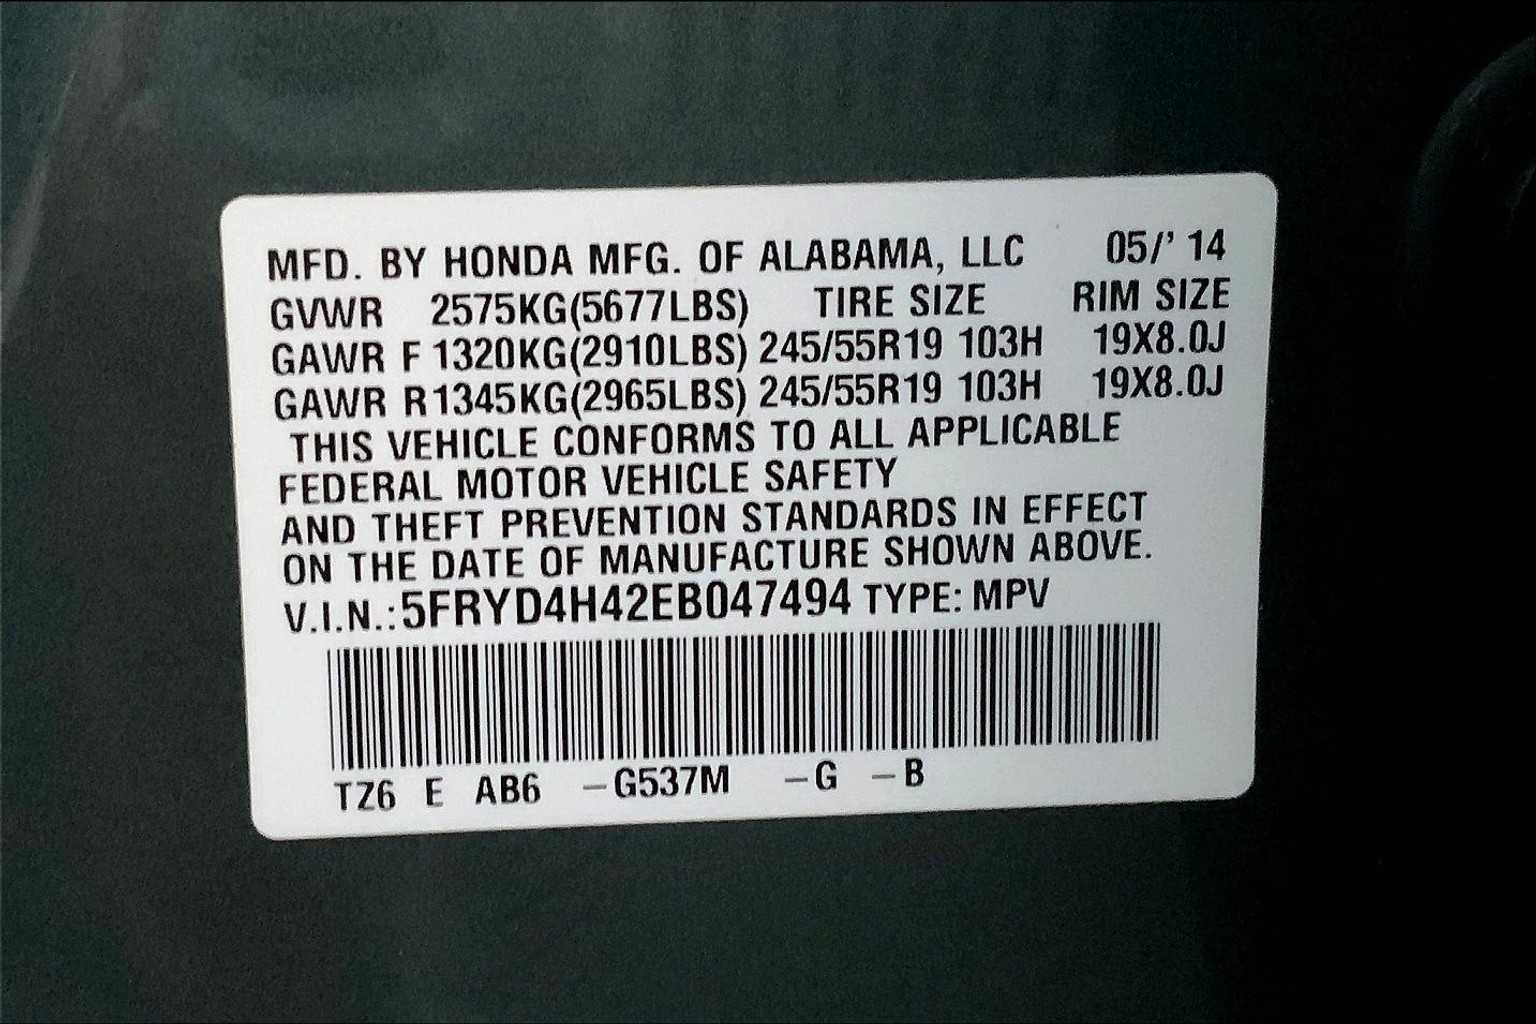 MFD. BY HONDA MFG. OF ALABAMA, LLC 05/' 14
GVWR 2575KG(5677LBS) TIRE SIZE RIM SIZE
GAWR F 1320KG(2910LBS) 245/55R19 103H 19X8.0J
GAWR R 1345KG(2965LBS) 245/55R19 103H 19X8.0J
THIS VEHICLE CONFORMS TO ALL APPLICABLE
FEDERAL MOTOR VEHICLE SAFETY
AND THEFT PREVENTION STANDARDS IN EFFECT
ON THE DATE OF MANUFACTURE SHOWN ABOVE.
V.I.N.:5FRYD4H42EB047494 TYPE: MPV
TZ6 E AB6 –G537M –G –B